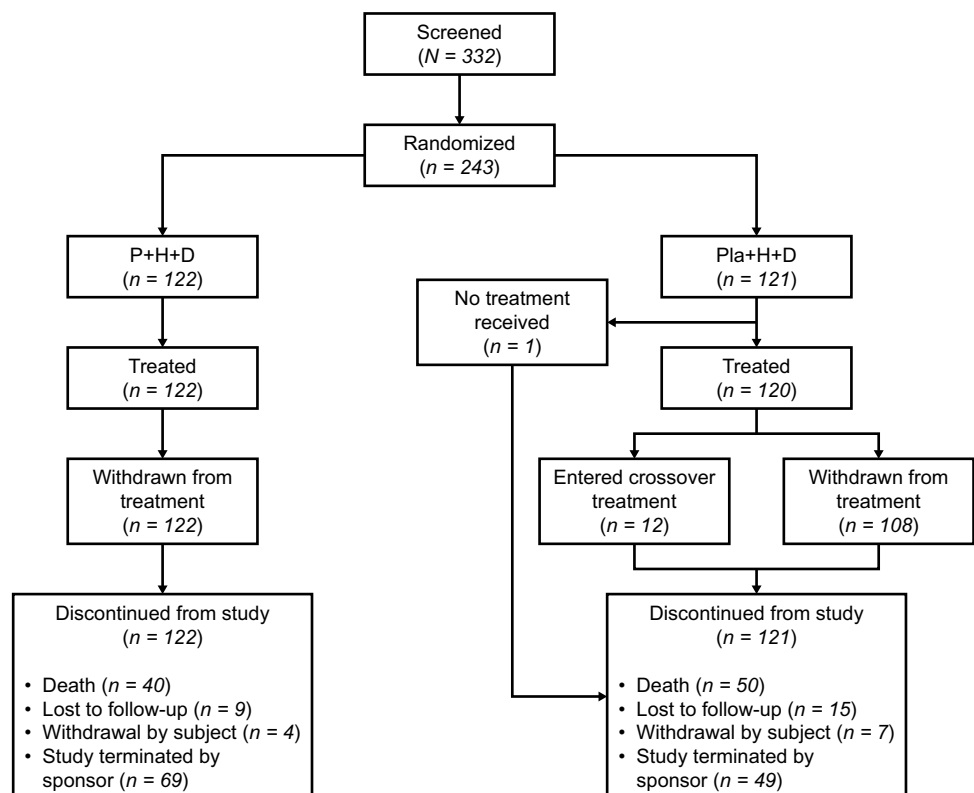 Screened
(N = 332)
Randomized
(n = 243)
P+H+D
(n = 122)
Pla+H+D
(n = 121)
No treatment
received
(n = 1)
Treated
(n = 122)
Treated
(n = 120)
Withdrawn from
treatment
(n = 122)
Entered crossover
treatment
(n = 12)
Withdrawn from
treatment
(n = 108)
Discontinued from study
(n = 122)
• Death (n = 40)
• Lost to follow-up (n = 9)
• Withdrawal by subject (n = 4)
• Study terminated by
sponsor (n = 69)
Discontinued from study
(n = 121)
• Death (n = 50)
• Lost to follow-up (n = 15)
• Withdrawal by subject (n = 7)
• Study terminated by
sponsor (n = 49)